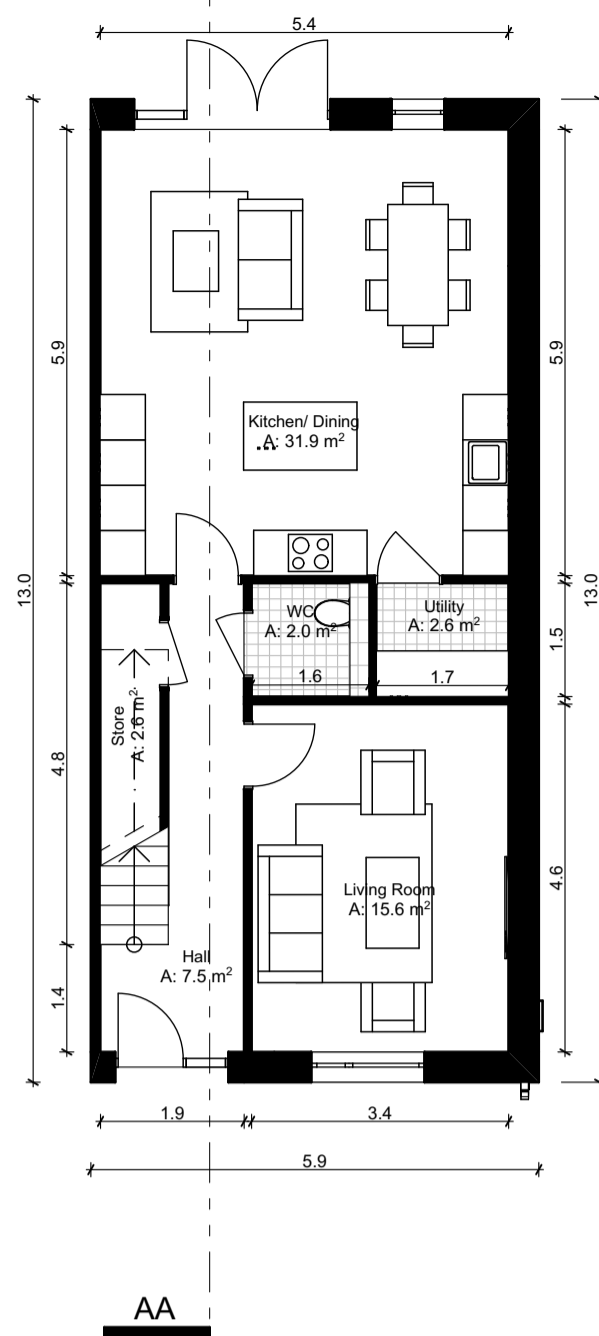 5.4
5.9
5.9
Kitchen/ Dining
A: 31.9 m²
13.0
13.0
WC
A: 2.0 m²
Utility
A: 2.6 m²
1.5
1.6
1.7
Store
A: 2.6 m²
4.8
4.6
Living Room
A: 15.6 m²
Hall
A: 7.5 m²
1.4
1.9
3.4
5.9
AA